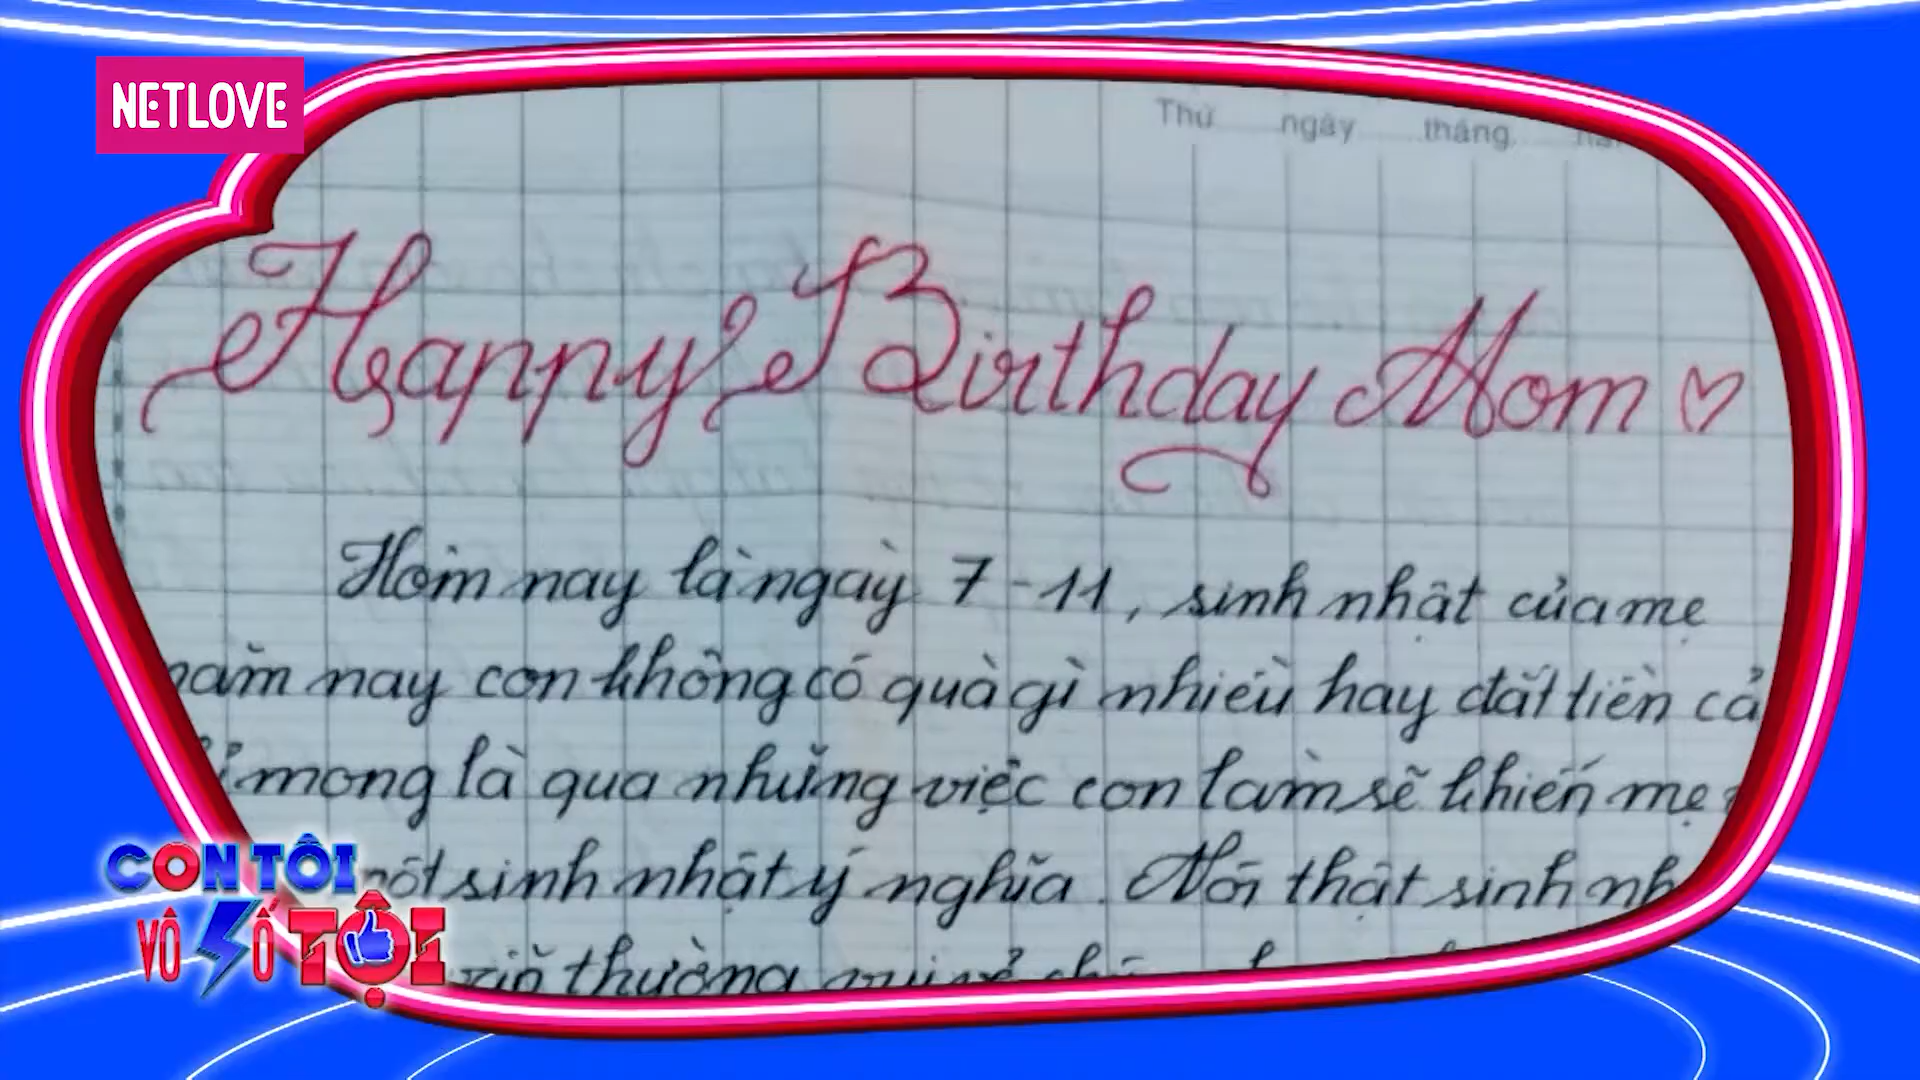 NETLOVE
Thứ ngày tháng
Happy Birthday Mom ♡
Hôm nay là ngày 7-11, sinh nhật của mẹ
năm nay con không có quà gì nhiều hay đắt tiền cả
mong là qua những việc con làm sẽ khiến mẹ
một sinh nhật ý nghĩa. Nói thật sinh nh
CON TÔI
VÔ SỐ TỘI
thường